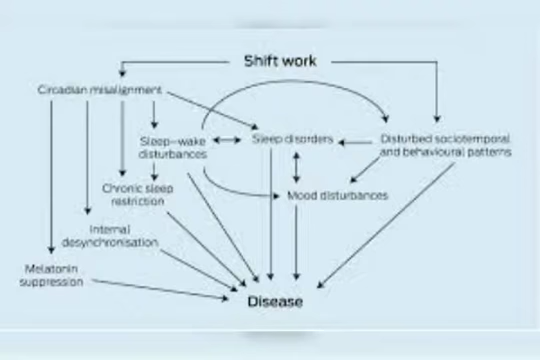 Shift work
Circadian misalignment
Sleep–wake
disturbances
Sleep disorders
Disturbed sociotemporal
and behavioural patterns
Chronic sleep
restriction
Mood disturbances
Internal
desynchronisation
Melatonin
suppression
Disease